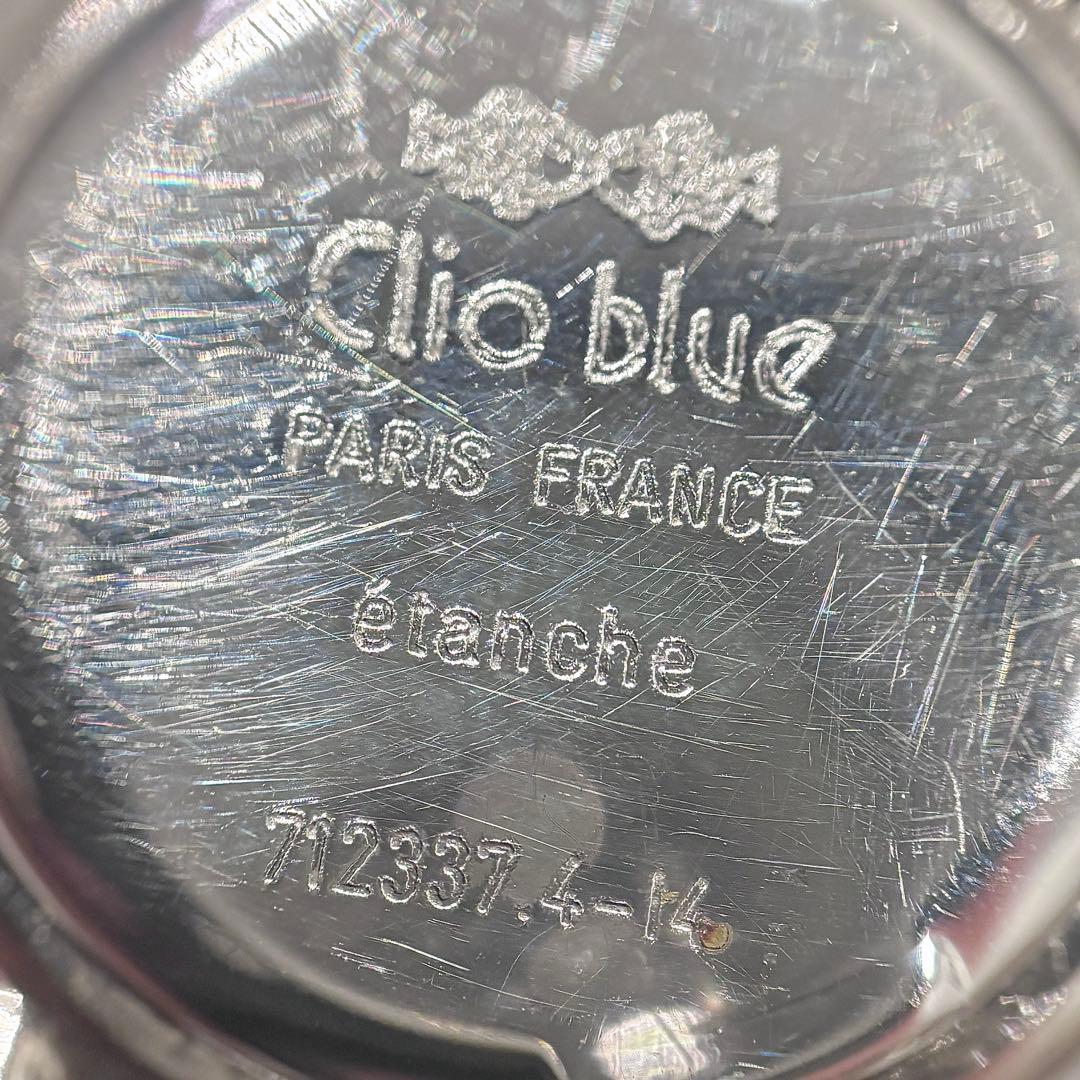 Clio blue
PARIS FRANCE
étanche
712337.4-14